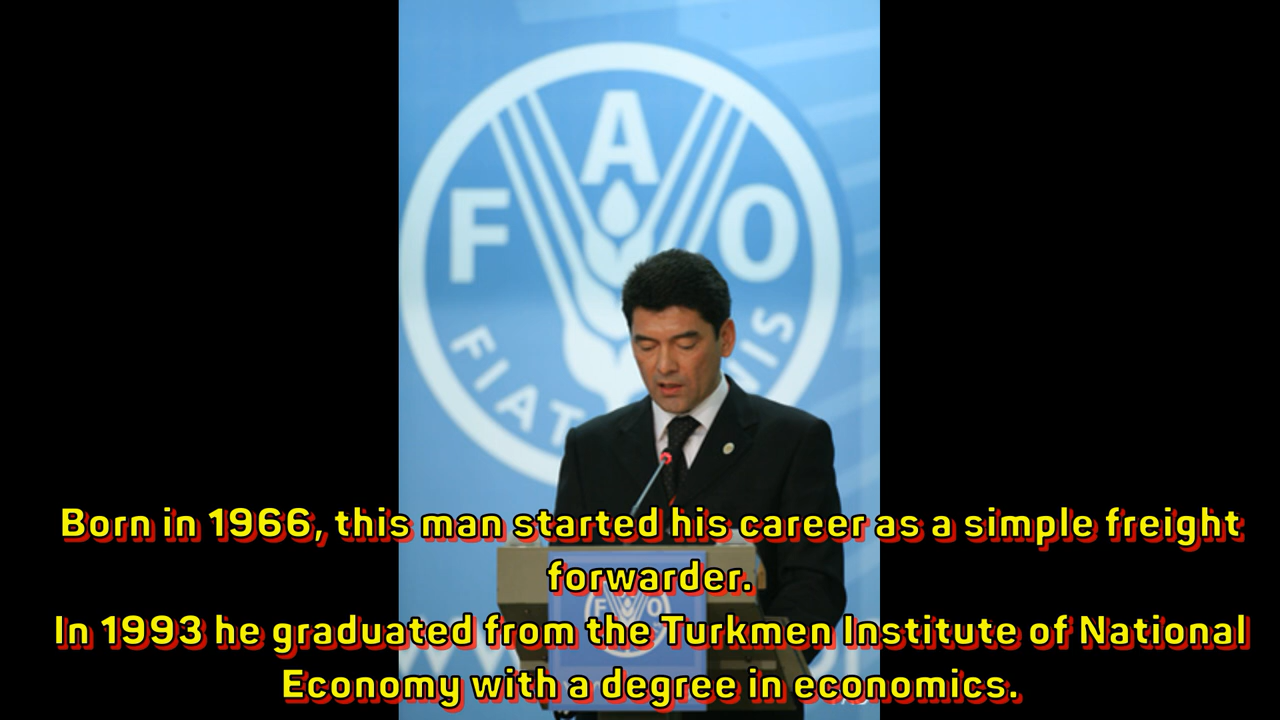 F A O
FIAT
IS
Born in 1966, this man started his career as a simple freight
forwarder.
In 1993 he graduated from the Turkmen Institute of National
Economy with a degree in economics.
F A O